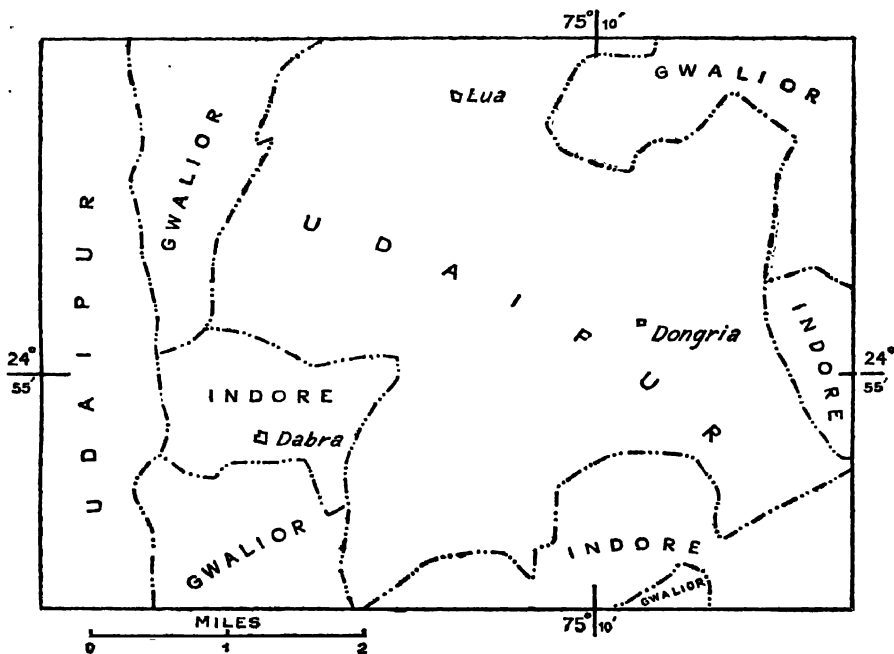 75° 10′
GWALIOR
Lua
GWALIOR
UDAIPUR
UDAIPUR
INDORE
Dongria
24° 55′
24° 55′
INDORE
Dabra
GWALIOR
INDORE
GWALIOR
75° 10′
MILES
0 1 2